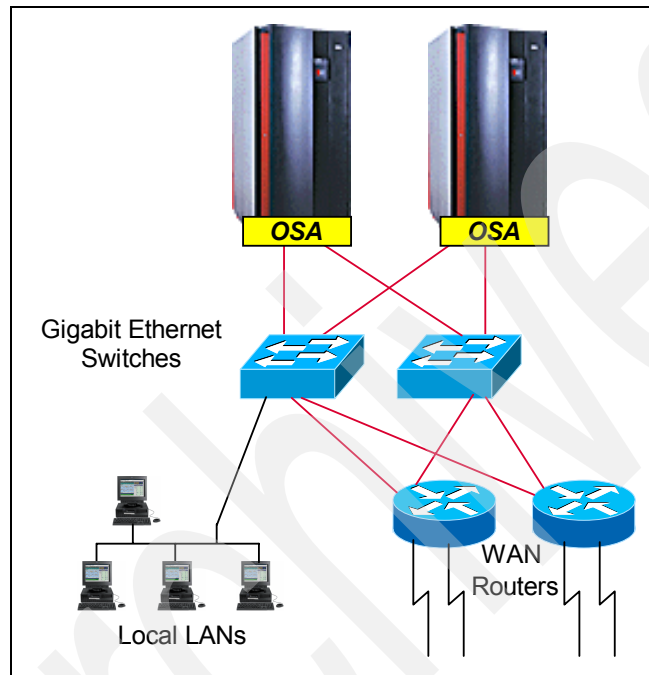 OSA
OSA
Gigabit Ethernet
Switches
WAN
Routers
Local LANs